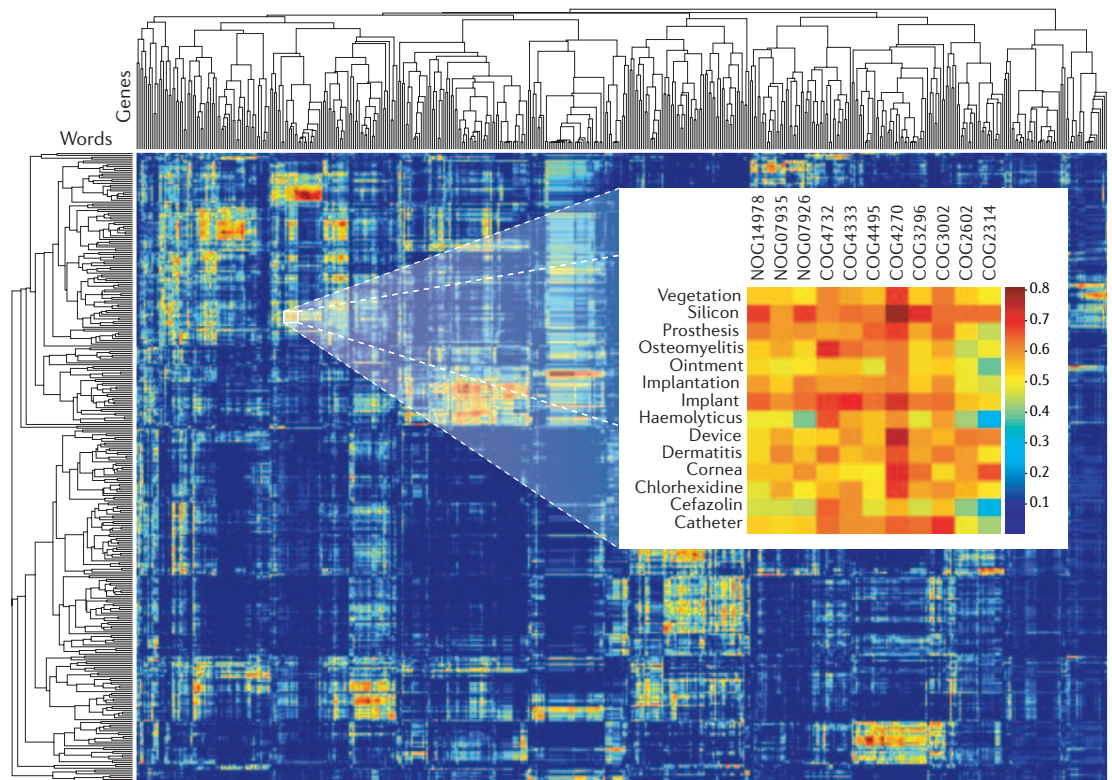 Genes
Words
NOG14978
NOG07935
NOG07926
COG4732
COG4333
COG4495
COG4270
COG3296
COG3002
COG2602
COG2314
Vegetation
Silicon
Prosthesis
Osteomyelitis
Ointment
Implantation
Implant
Haemolyticus
Device
Dermatitis
Cornea
Chlorhexidine
Cefazolin
Catheter
0.8
0.7
0.6
0.5
0.4
0.3
0.2
0.1